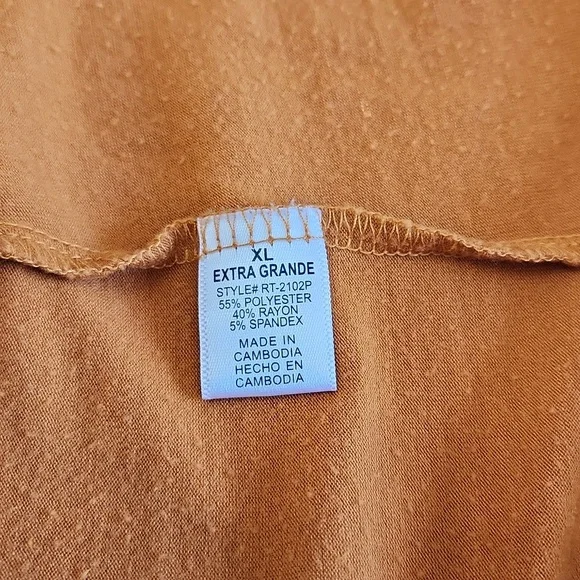 XL
EXTRA GRANDE
STYLE# RT-2102P
55% POLYESTER
40% RAYON
5% SPANDEX
MADE IN
CAMBODIA
HECHO EN
CAMBODIA